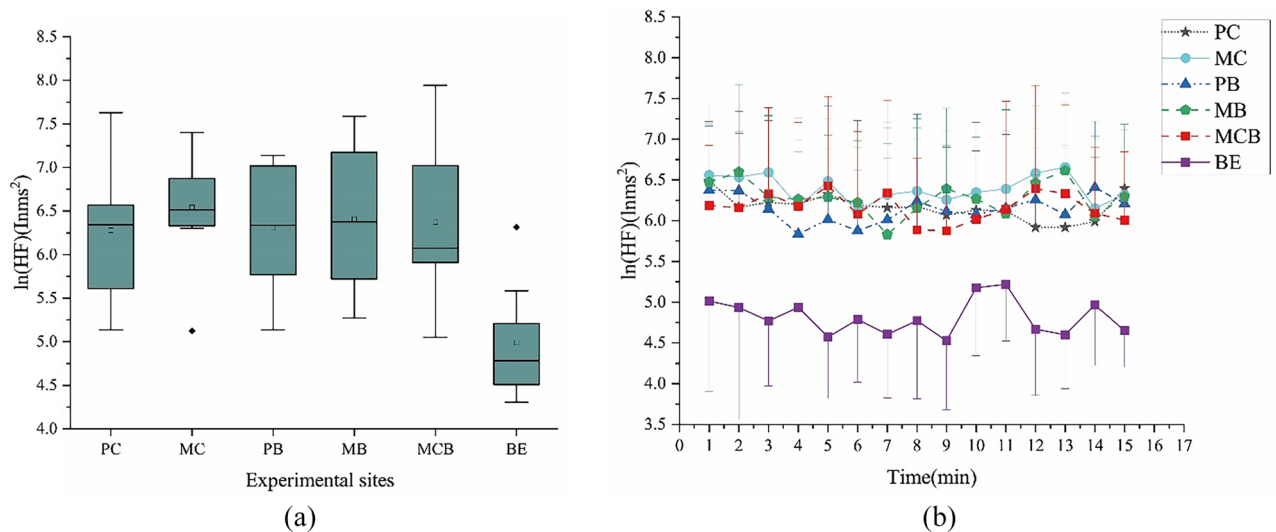 8.5
8.0
7.5
7.0
6.5
6.0
5.5
5.0
4.5
4.0
ln(HF)(lnms²)
PC MC PB MB MCB BE
Experimental sites
(a)
8.5
8.0
7.5
7.0
6.5
6.0
5.5
5.0
4.5
4.0
3.5
ln(HF)(lnms²)
0 1 2 3 4 5 6 7 8 9 10 11 12 13 14 15 16 17
Time(min)
PC
MC
PB
MB
MCB
BE
(b)